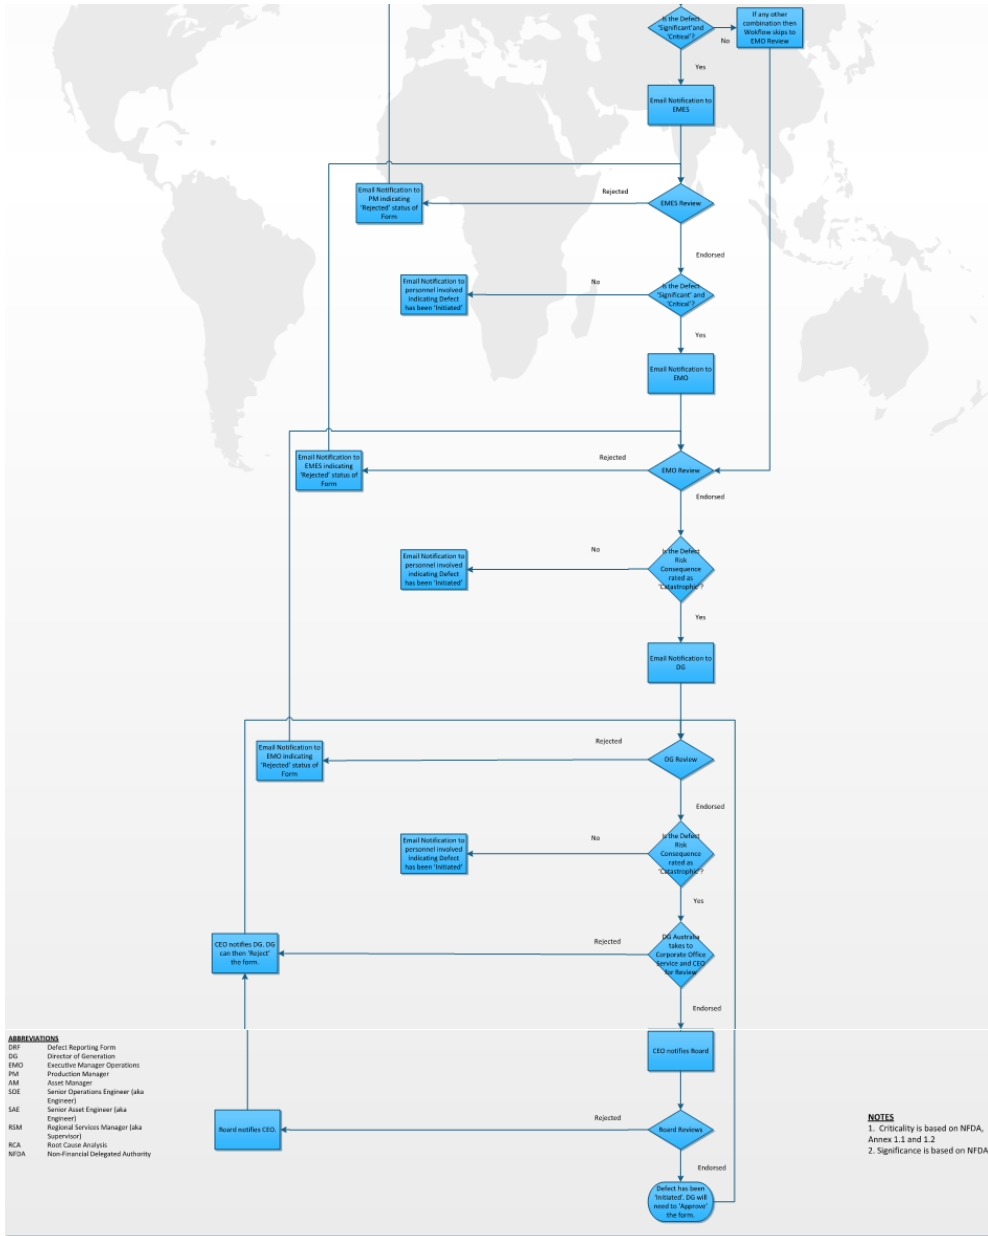 Is the Defect
'Significant' and
'Critical'?
No
If any other
combination then
Wokflow skips to
EMO Review
Yes
Email Notification to
EMES
Email Notification to
PM indicating
'Rejected' status of
Form
Rejected
EMES Review
Endorsed
Email Notification to
personnel involved
indicating Defect
has been 'Initiated'
No
Is the Defect
'Significant' and
'Critical'?
Yes
Email Notification to
EMO
Email Notification to
EMES indicating
'Rejected' status of
Form
Rejected
EMO Review
Endorsed
Email Notification to
personnel involved
indicating Defect
has been 'Initiated'
No
Is the Defect
Risk
Consequence
rated as
'Catastrophic'?
Yes
Email Notification to
DG
Email Notification to
EMO indicating
'Rejected' status of
Form
Rejected
DG Review
Endorsed
Email Notification to
personnel involved
indicating Defect
has been 'Initiated'
No
Is the Defect
Risk
Consequence
rated as
'Catastrophic'?
Yes
CEO notifies DG. DG
can then 'Reject'
the form.
Rejected
DG Australia
takes to
Corporate Office
Service and CEO
for Review
Endorsed
CEO notifies Board
Board notifies CEO.
Rejected
Board Reviews
Endorsed
Defect has been
'Initiated'. DG will
need to 'Approve'
the form.
ABBREVIATIONS
DRF Defect Reporting Form
DG Director of Generation
EMO Executive Manager Operations
PM Production Manager
AM Asset Manager
SOE Senior Operations Engineer (aka
Engineer)
SAE Senior Asset Engineer (aka
Engineer)
RSM Regional Services Manager (aka
Supervisor)
RCA Root Cause Analysis
NFDA Non-Financial Delegated Authority
NOTES
1. Criticality is based on NFDA,
Annex 1.1 and 1.2
2. Significance is based on NFDA